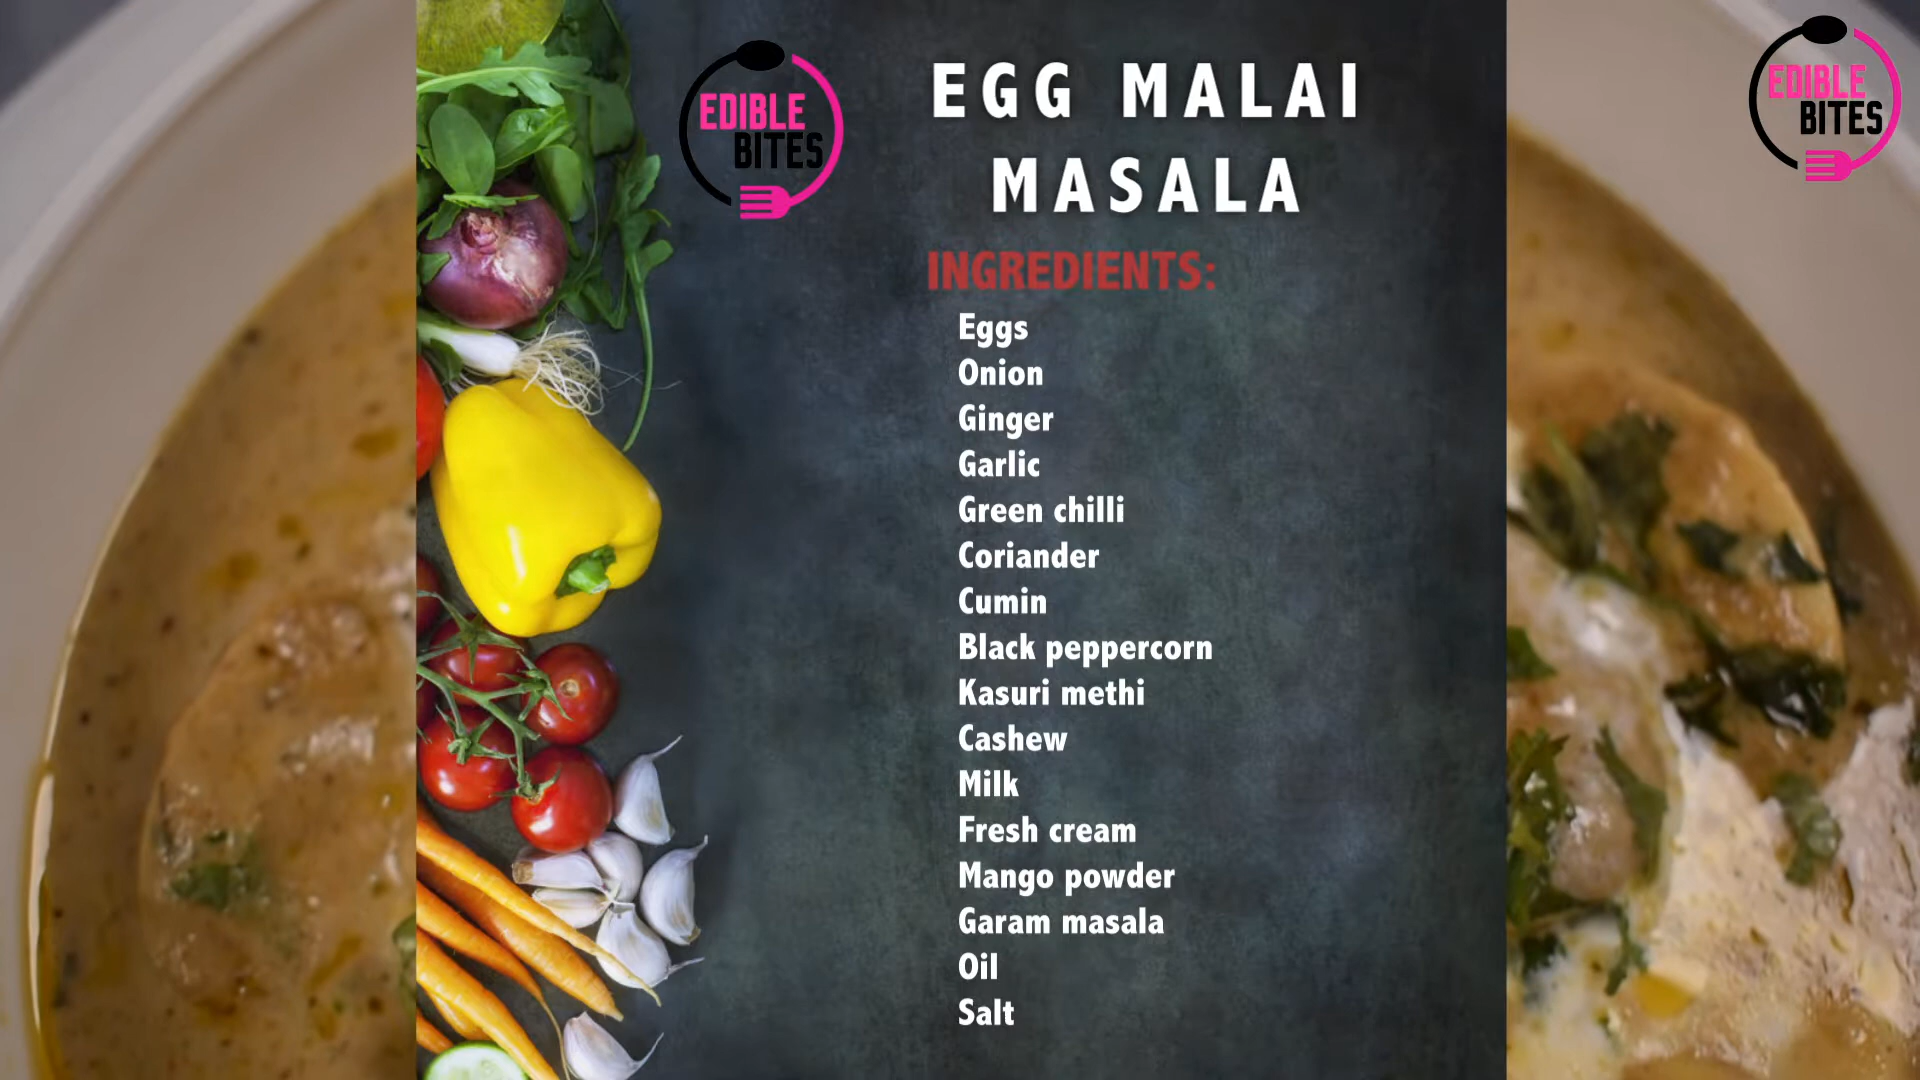 EDIBLE
BITES
EGG MALAI
MASALA
INGREDIENTS:
Eggs
Onion
Ginger
Garlic
Green chilli
Coriander
Cumin
Black peppercorn
Kasuri methi
Cashew
Milk
Fresh cream
Mango powder
Garam masala
Oil
Salt
EDIBLE
BITES